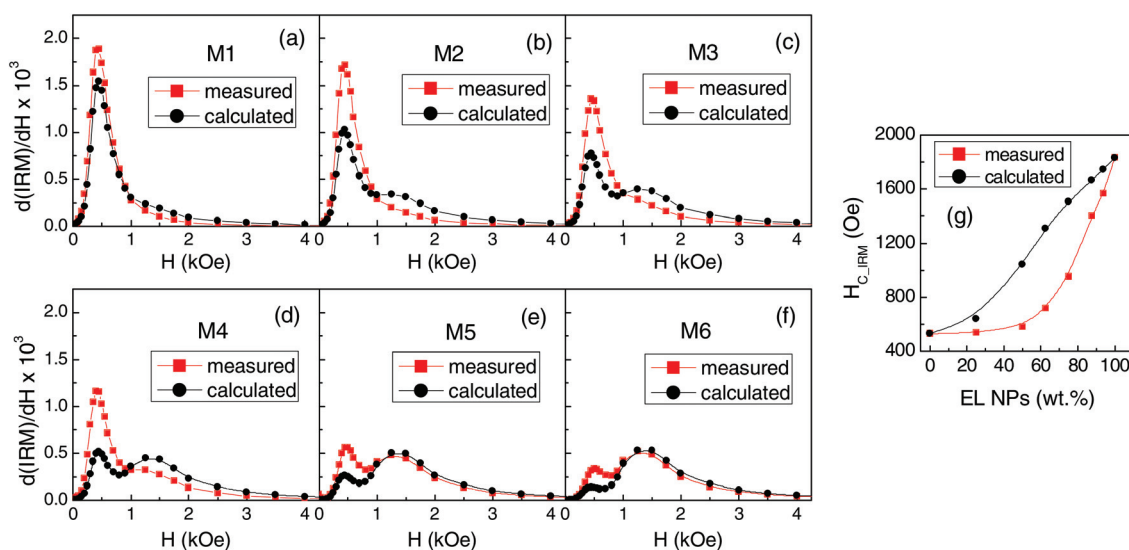 M1 (a)
measured
calculated
M2 (b)
measured
calculated
M3 (c)
measured
calculated
d(IRM)/dH x 10³
2.0
1.5
1.0
0.5
0.0
0 1 2 3 4
0 1 2 3 4
0 1 2 3 4
H (kOe)
H (kOe)
H (kOe)
M4 (d)
measured
calculated
M5 (e)
measured
calculated
M6 (f)
measured
calculated
d(IRM)/dH x 10³
2.0
1.5
1.0
0.5
0.0
0 1 2 3 4
0 1 2 3 4
0 1 2 3 4
H (kOe)
H (kOe)
H (kOe)
measured
calculated
(g)
H_C_IRM (Oe)
2000
1600
1200
800
400
0 20 40 60 80 100
EL NPs (wt.%)